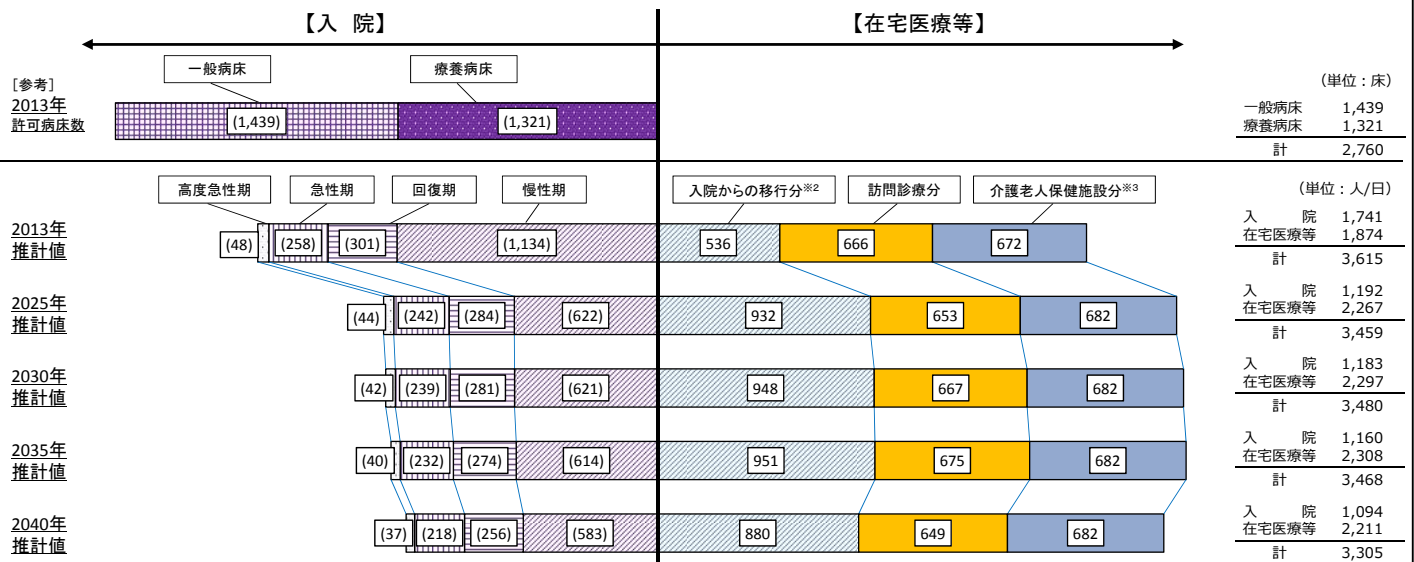 【入 院】
【在宅医療等】
一般病床
療養病床
[参考]
2013年
許可病床数
(1,439)
(1,321)
(単位:床)
一般病床 1,439
療養病床 1,321
計 2,760
高度急性期
急性期
回復期
慢性期
入院からの移行分※2
訪問診療分
介護老人保健施設分※3
(単位:人/日)
2013年
推計値
(48)
(258)
(301)
(1,134)
536
666
672
入 院 1,741
在宅医療等 1,874
計 3,615
2025年
推計値
(44)
(242)
(284)
(622)
932
653
682
入 院 1,192
在宅医療等 2,267
計 3,459
2030年
推計値
(42)
(239)
(281)
(621)
948
667
682
入 院 1,183
在宅医療等 2,297
計 3,480
2035年
推計値
(40)
(232)
(274)
(614)
951
675
682
入 院 1,160
在宅医療等 2,308
計 3,468
2040年
推計値
(37)
(218)
(256)
(583)
880
649
682
入 院 1,094
在宅医療等 2,211
計 3,305